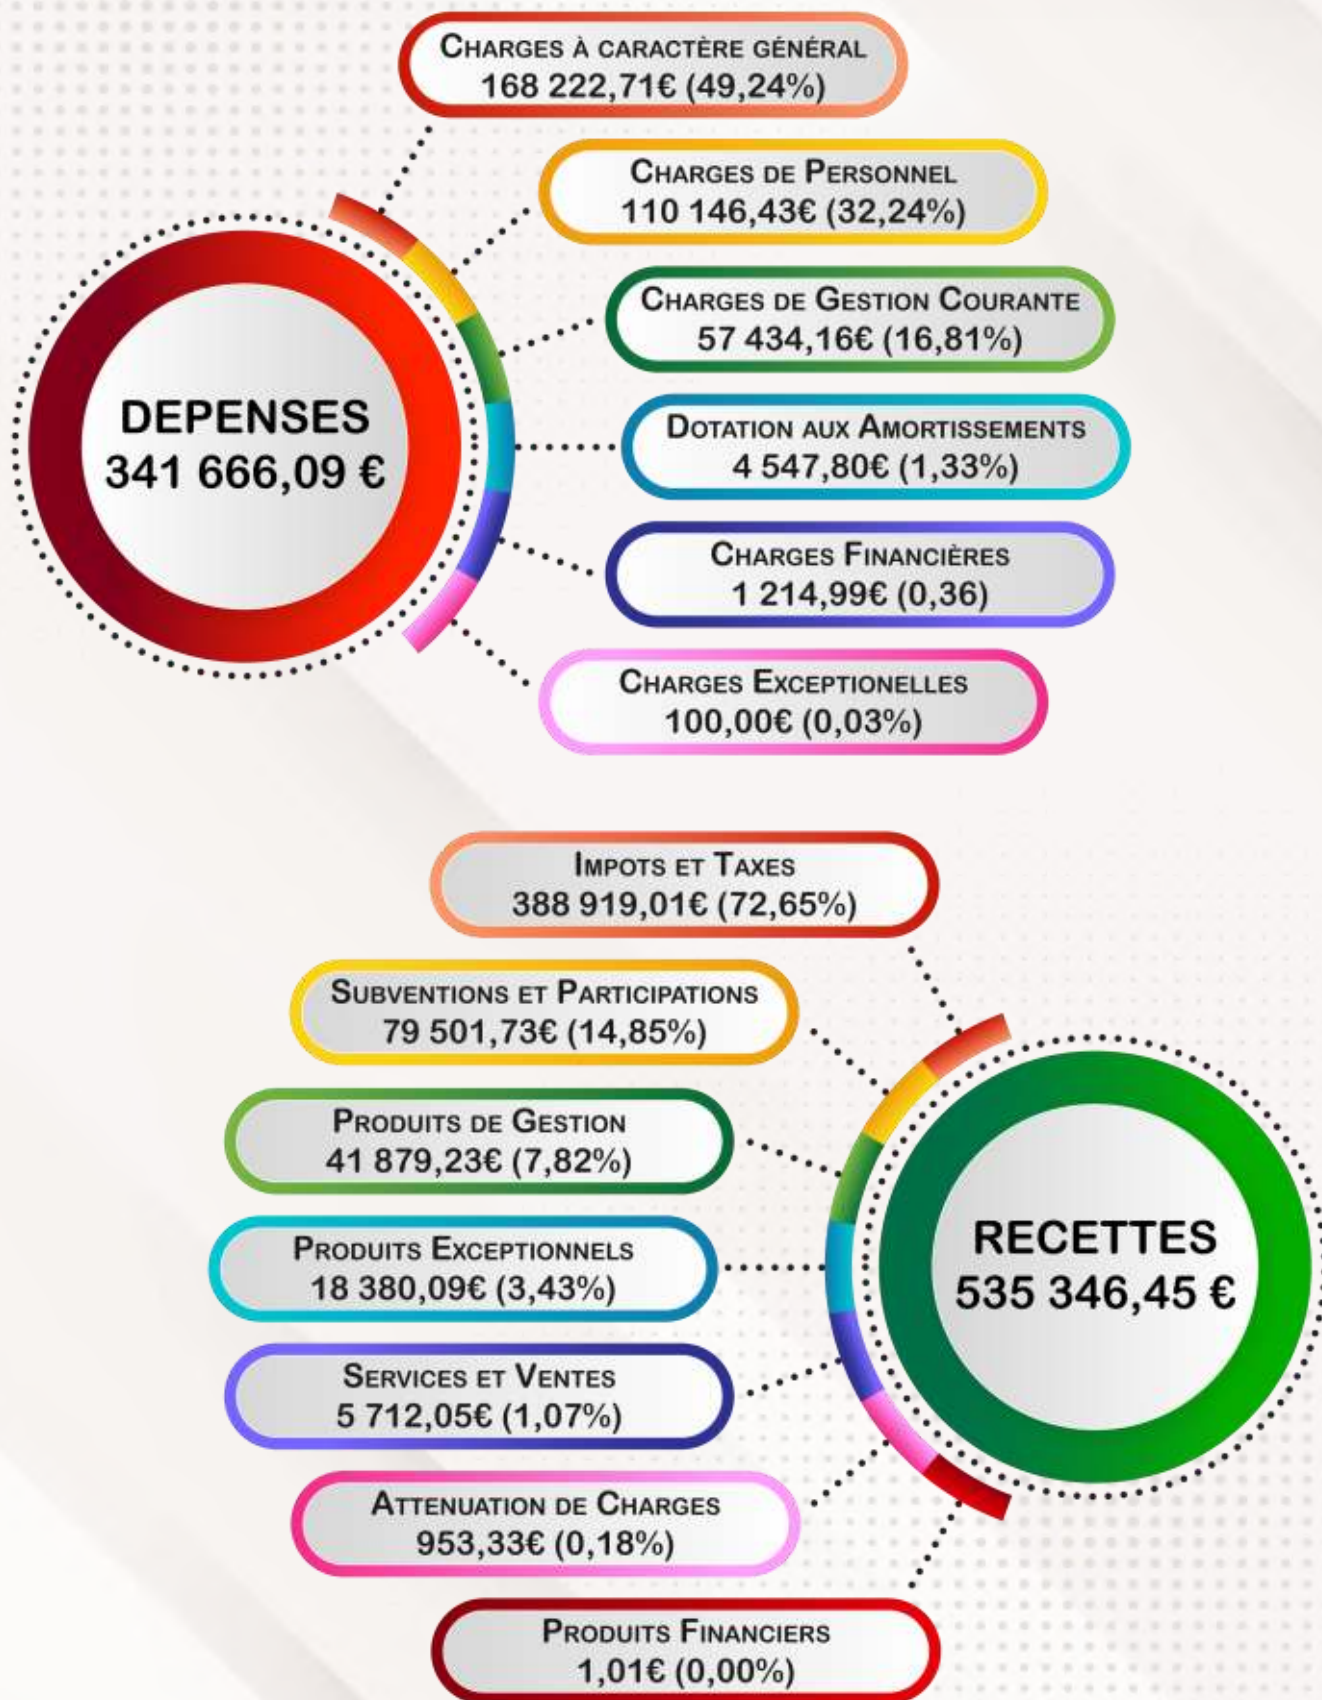 CHARGES À CARACTÈRE GÉNÉRAL
168 222,71€ (49,24%)
CHARGES DE PERSONNEL
110 146,43€ (32,24%)
CHARGES DE GESTION COURANTE
57 434,16€ (16,81%)
DEPENSES
341 666,09 €
DOTATION AUX AMORTISSEMENTS
4 547,80€ (1,33%)
CHARGES FINANCIÈRES
1 214,99€ (0,36)
CHARGES EXCEPTIONELLES
100,00€ (0,03%)
IMPOTS ET TAXES
388 919,01€ (72,65%)
SUBVENTIONS ET PARTICIPATIONS
79 501,73€ (14,85%)
PRODUITS DE GESTION
41 879,23€ (7,82%)
PRODUITS EXCEPTIONNELS
18 380,09€ (3,43%)
RECETTES
535 346,45 €
SERVICES ET VENTES
5 712,05€ (1,07%)
ATTENUATION DE CHARGES
953,33€ (0,18%)
PRODUITS FINANCIERS
1,01€ (0,00%)